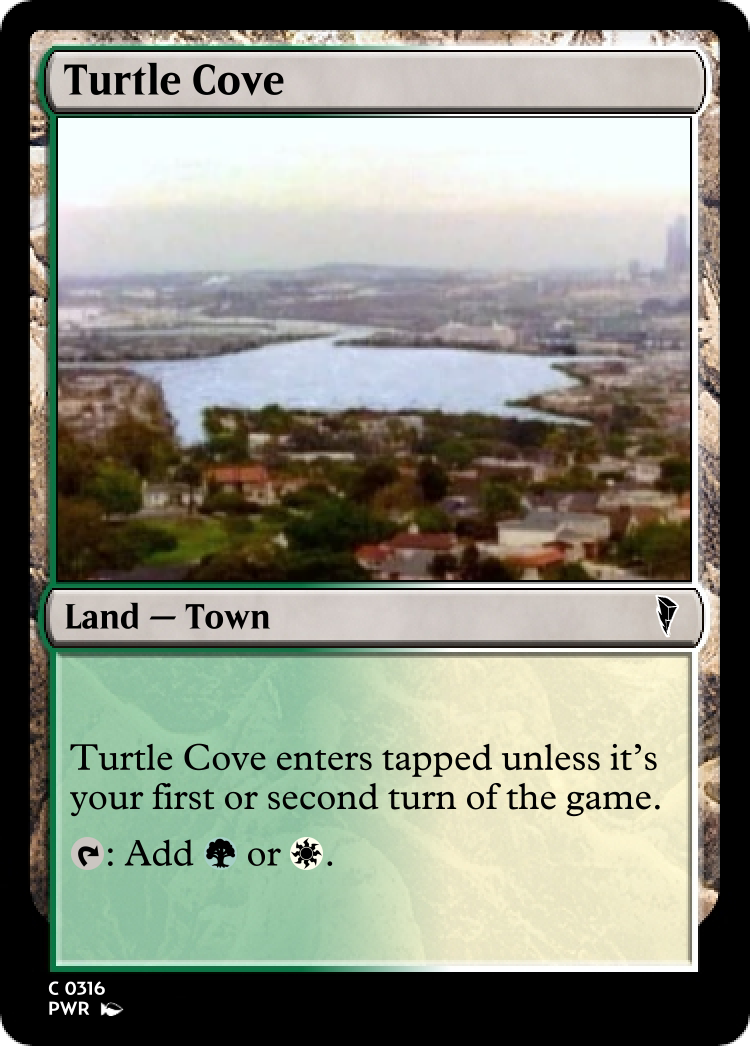 Turtle Cove
Land — Town
Turtle Cove enters tapped unless it's
your first or second turn of the game.
: Add or .
C 0316
PWR